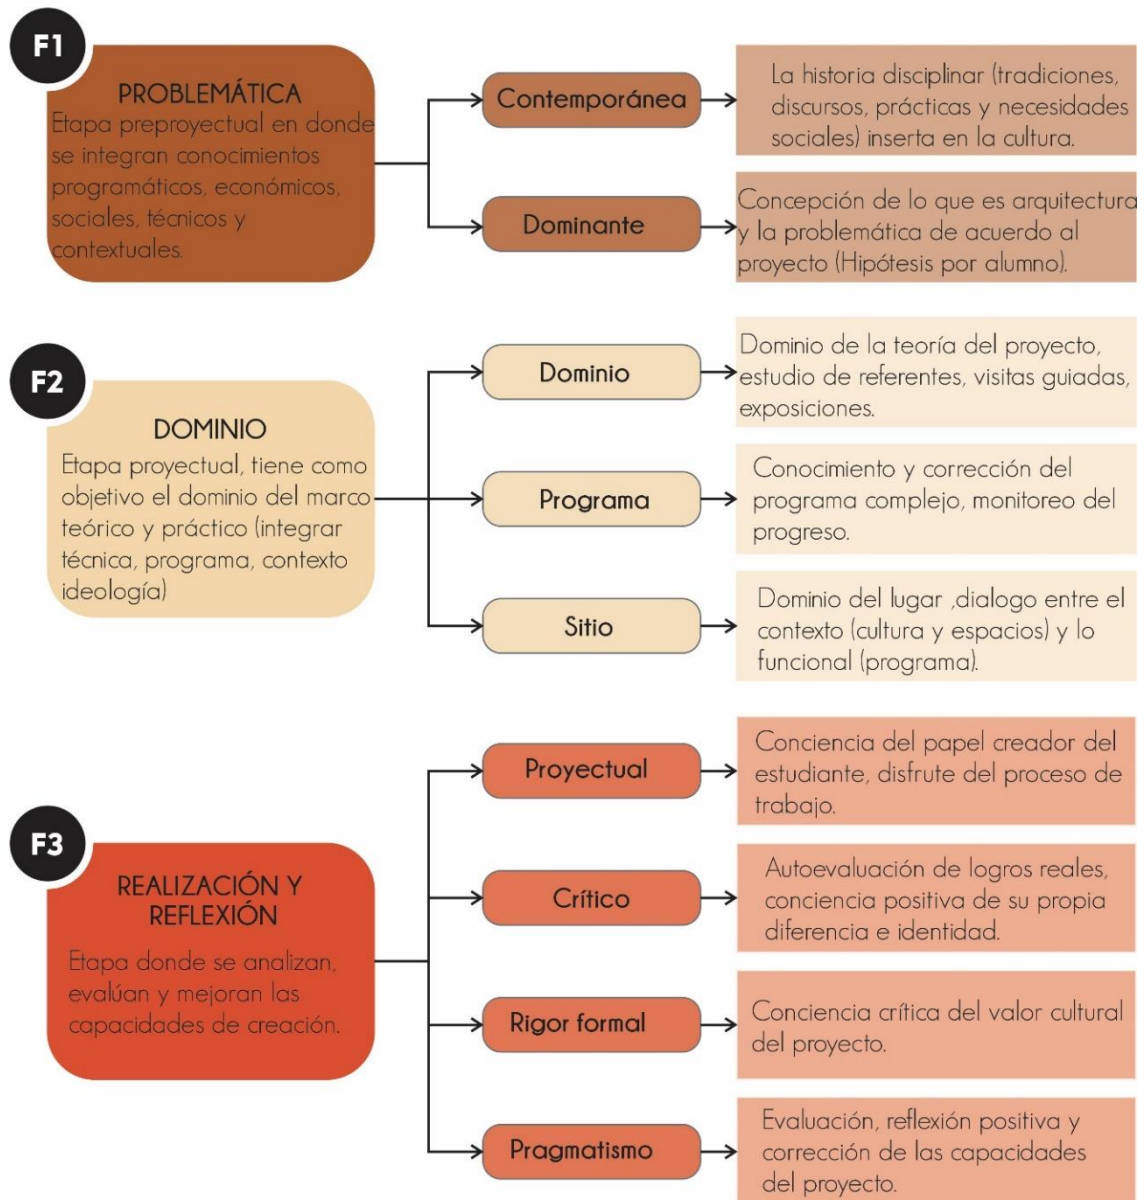 F1
PROBLEMÁTICA
Etapa preproyectual en donde
se integran conocimientos
programáticos, económicos,
sociales, técnicos y
contextuales.
Contemporánea
La historia disciplinar (tradiciones,
discursos, prácticas y necesidades
sociales) inserta en la cultura.
Dominante
Concepción de lo que es arquitectura
y la problemática de acuerdo al
proyecto (Hipótesis por alumno).
F2
DOMINIO
Etapa proyectual, tiene como
objetivo el dominio del marco
teórico y práctico (integrar
técnica, programa, contexto
ideología)
Dominio
Dominio de la teoría del proyecto,
estudio de referentes, visitas guiadas,
exposiciones.
Programa
Conocimiento y corrección del
programa complejo, monitoreo del
progreso.
Sitio
Dominio del lugar ,dialogo entre el
contexto (cultura y espacios) y lo
funcional (programa).
F3
REALIZACIÓN Y
REFLEXIÓN
Etapa donde se analizan,
evalúan y mejoran las
capacidades de creación.
Proyectual
Conciencia del papel creador del
estudiante, disfrute del proceso de
trabajo.
Crítico
Autoevaluación de logros reales,
conciencia positiva de su propia
diferencia e identidad.
Rigor formal
Conciencia crítica del valor cultural
del proyecto.
Pragmatismo
Evaluación, reflexión positiva y
corrección de las capacidades
del proyecto.